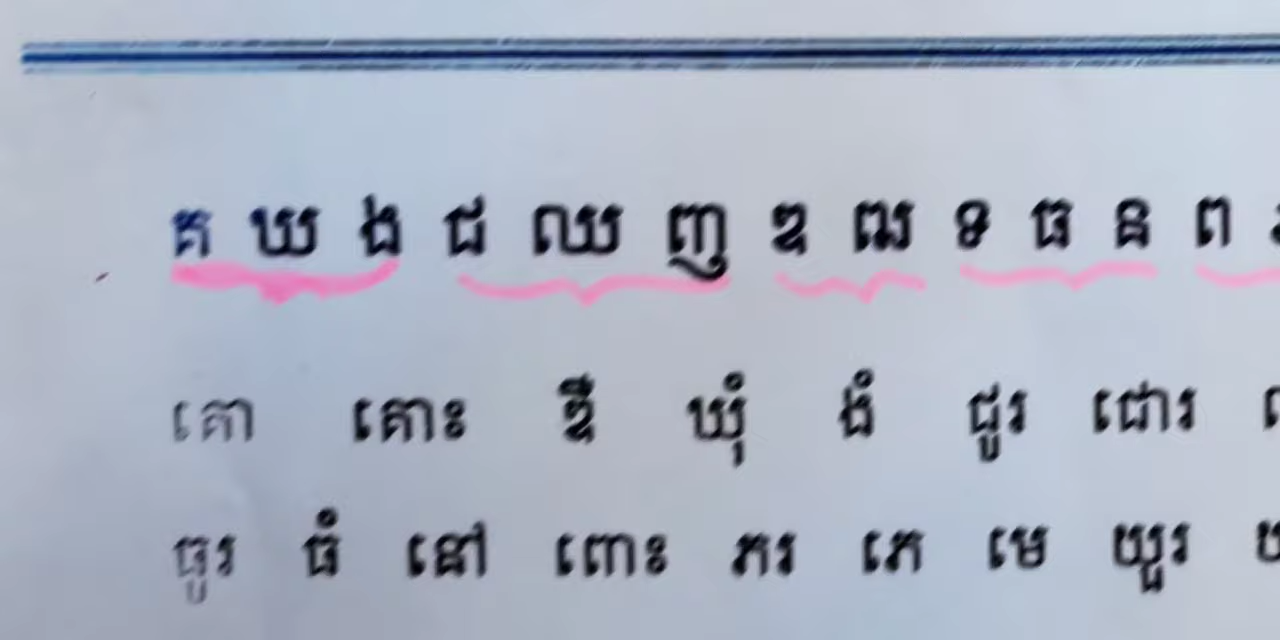 គ ឃ ង ជ ឈ ញ ឌ ឍ ទ ធ ន ព
គោ គោះ ឌឺ ឃុំ ងំ ជូរ ជោរ
ធូរ ធំ នៅ ពោះ ភរ ភេ មេ យួរ